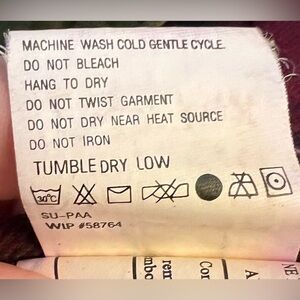 MACHINE WASH COLD GENTLE CYCLE.
DO NOT BLEACH
HANG TO DRY
DO NOT TWIST GARMENT
DO NOT DRY NEAR HEAT SOURCE
DO NOT IRON
TUMBLE DRY LOW
30°C
SU-PAA
WIP #58764